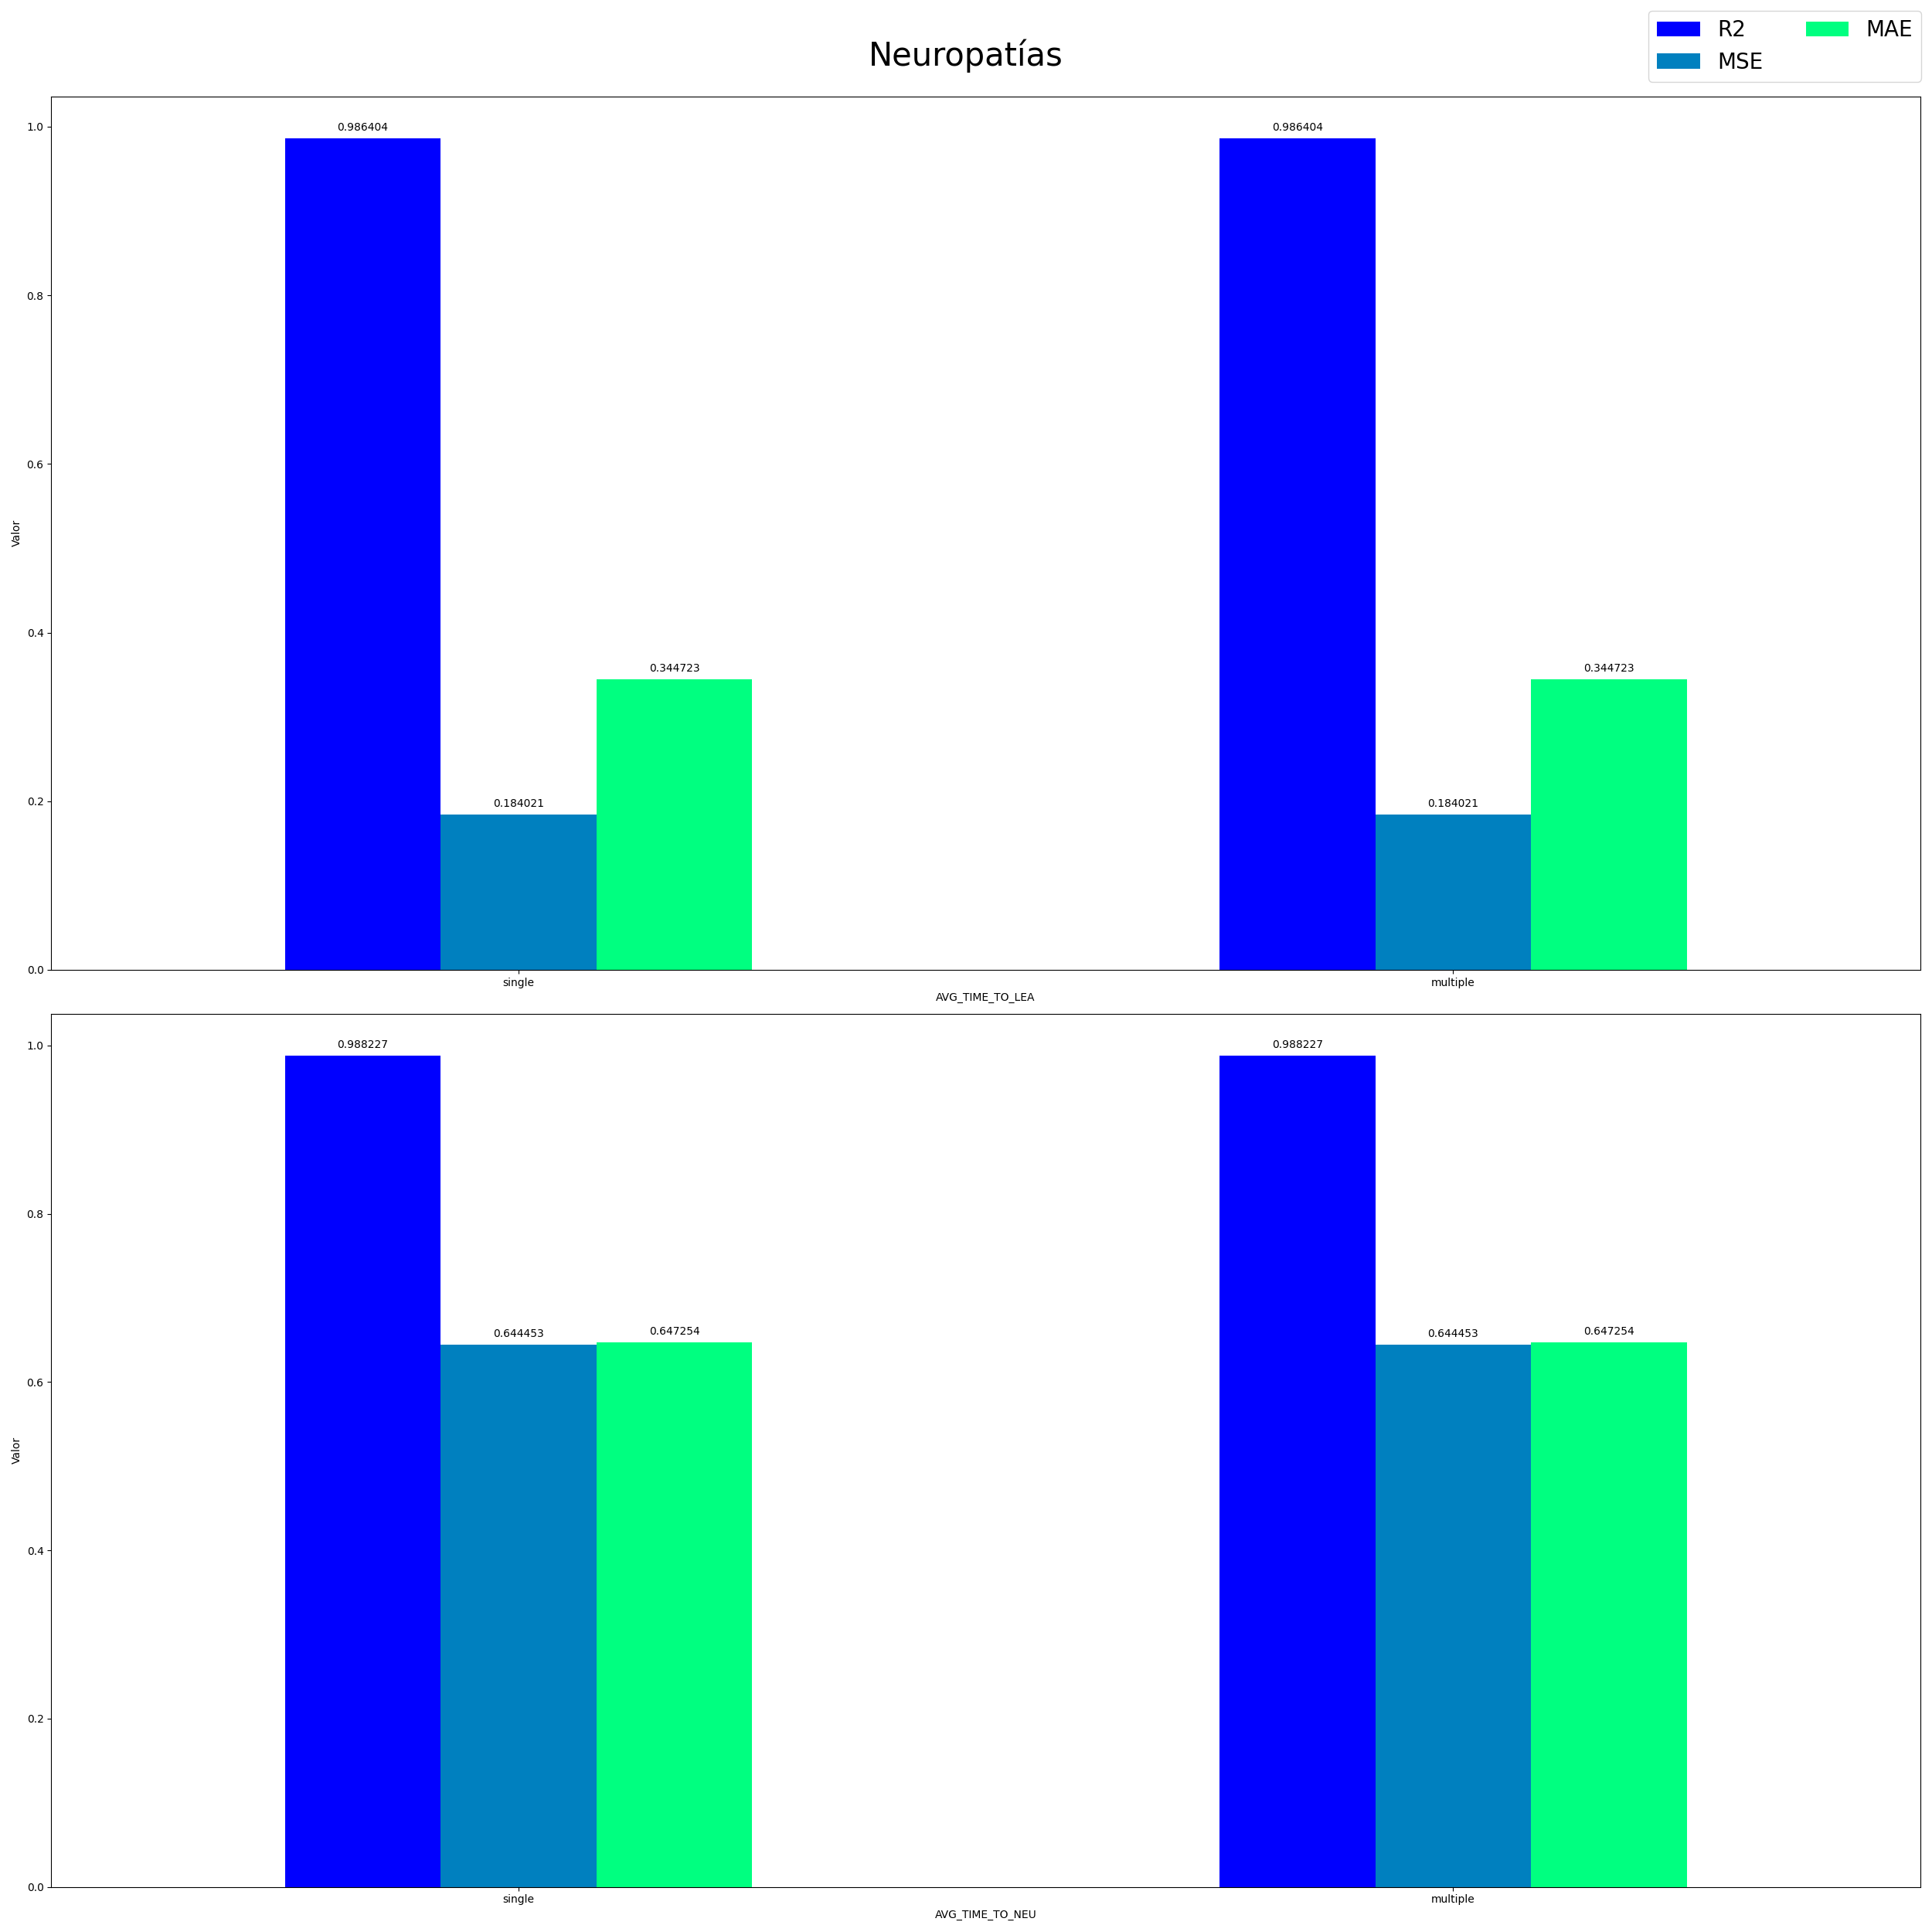 Neuropatías
R2
MSE
MAE
1.0
0.8
0.6
0.4
0.2
0.0
Valor
0.986404
0.184021
0.344723
0.986404
0.184021
0.344723
single
multiple
AVG_TIME_TO_LEA
1.0
0.8
0.6
0.4
0.2
0.0
Valor
0.988227
0.644453
0.647254
0.988227
0.644453
0.647254
single
multiple
AVG_TIME_TO_NEU